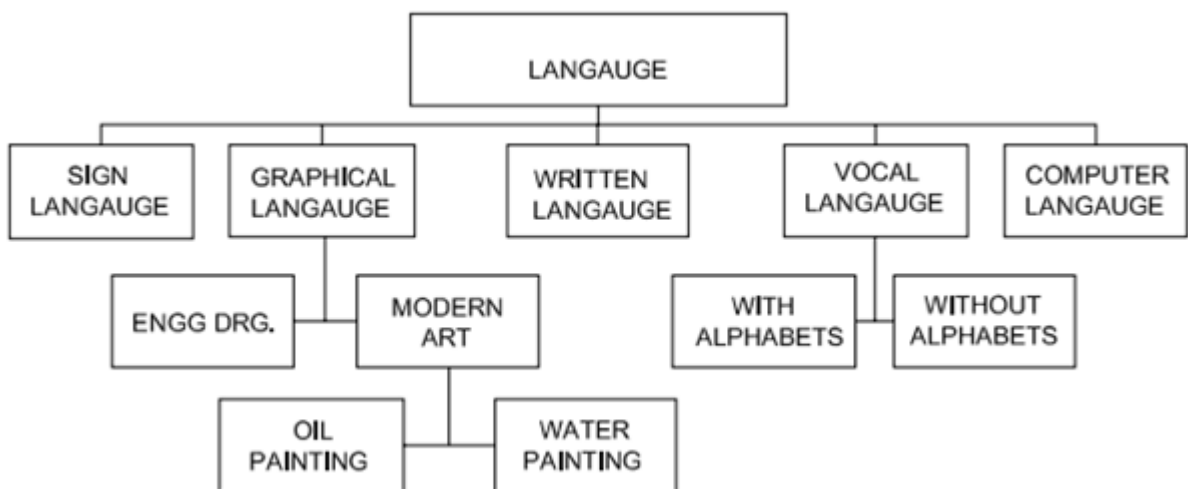 LANGAUGE
SIGN
LANGAUGE
GRAPHICAL
LANGAUGE
WRITTEN
LANGAUGE
VOCAL
LANGAUGE
COMPUTER
LANGAUGE
ENGG DRG.
MODERN
ART
WITH
ALPHABETS
WITHOUT
ALPHABETS
OIL
PAINTING
WATER
PAINTING